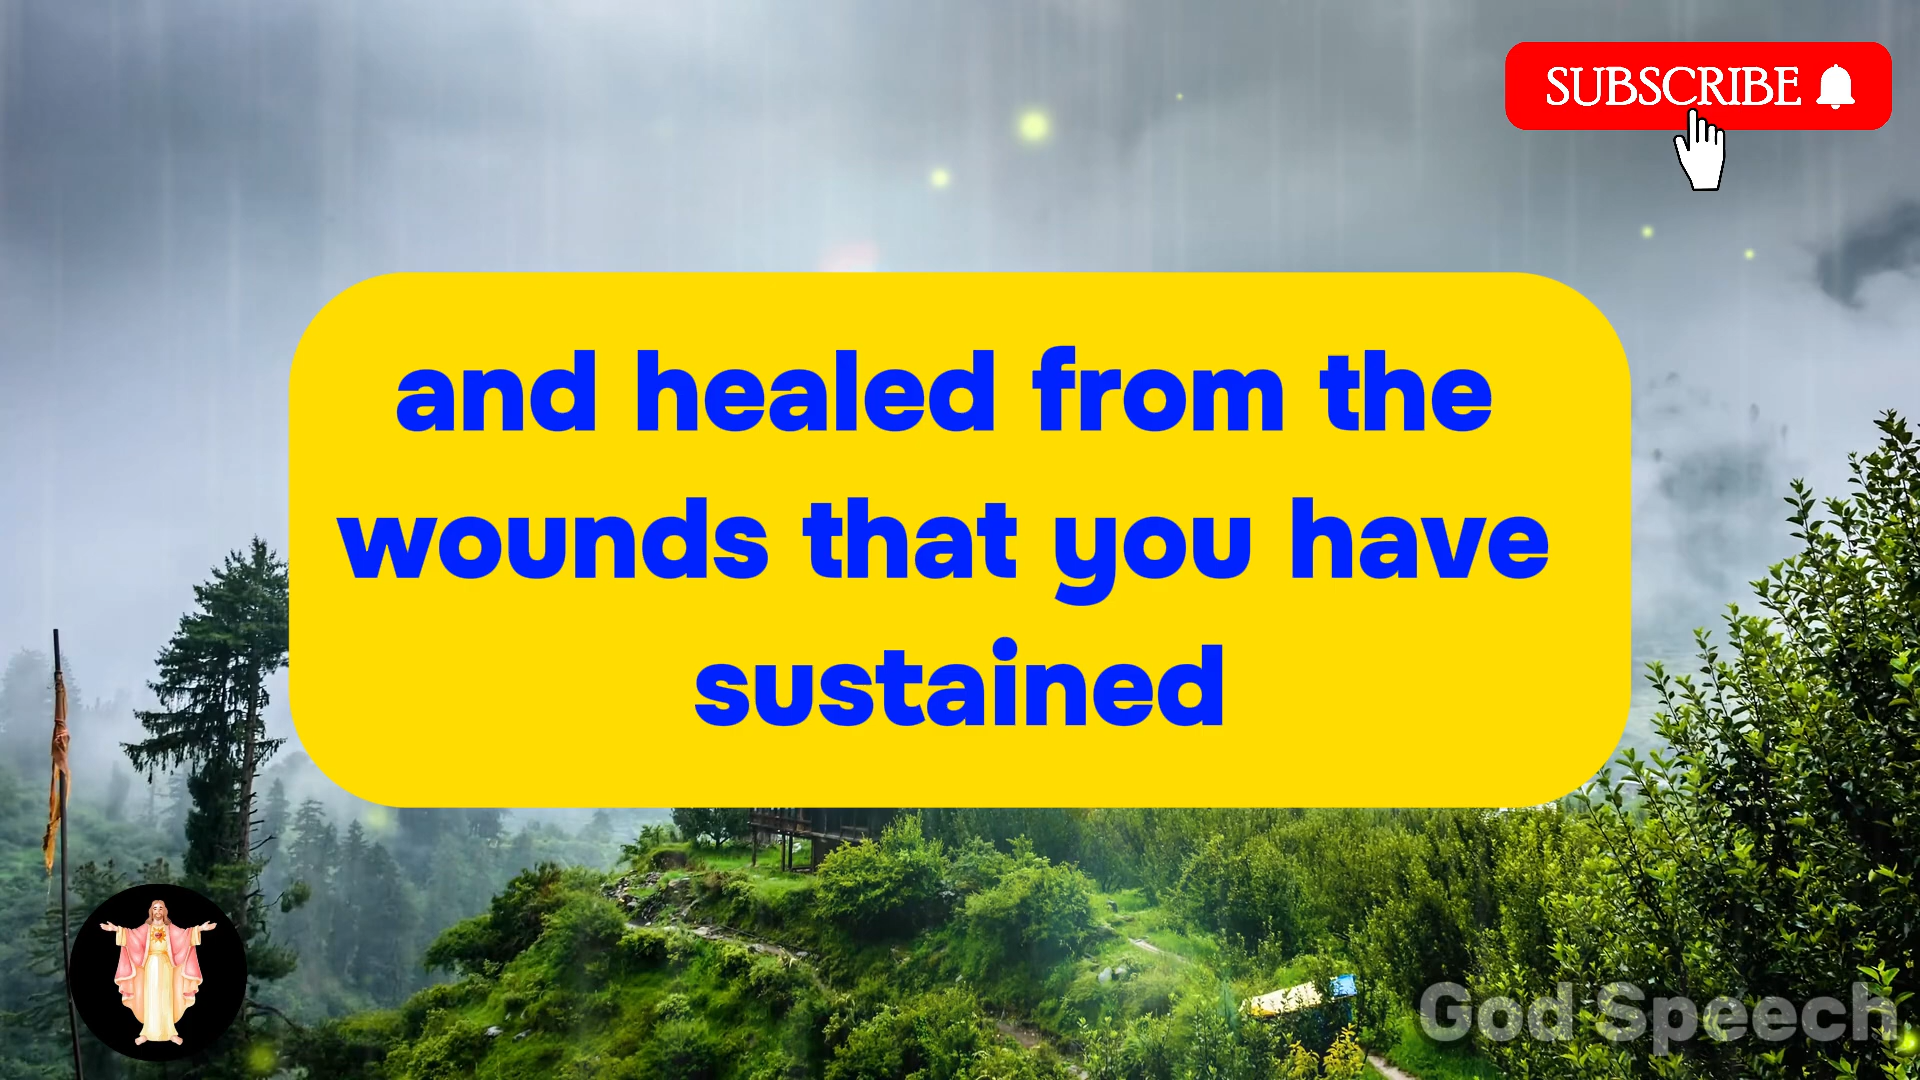 SUBSCRIBE
and healed from the
wounds that you have
sustained
God Speech